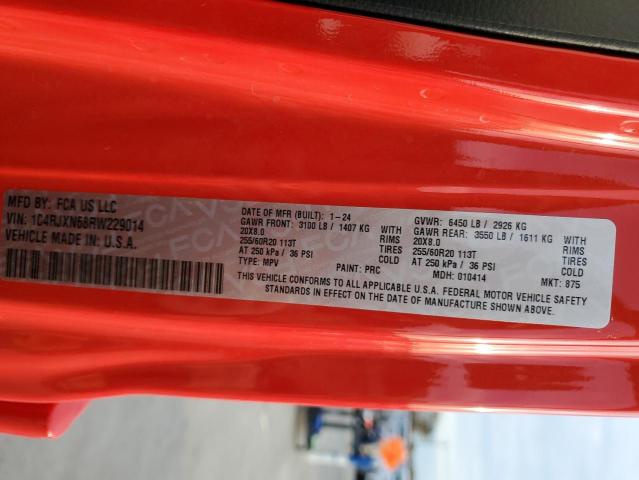 MFD BY: FCA US LLC
VIN: 1C4RJXN68RW229014
VEHICLE MADE IN: U.S.A.
DATE OF MFR (BUILT): 1-24
GAWR FRONT: 3100 LB / 1407 KG WITH
20X8.0 RIMS
255/60R20 113T TIRES
AT 250 kPa / 36 PSI COLD
TYPE: MPV PAINT: PRC
GVWR: 6450 LB / 2926 KG
GAWR REAR: 3550 LB / 1611 KG WITH
20X8.0 RIMS
255/60R20 113T TIRES
AT 250 kPa / 36 PSI COLD
MDH: 010414 MKT: 875
THIS VEHICLE CONFORMS TO ALL APPLICABLE U.S.A. FEDERAL MOTOR VEHICLE SAFETY
STANDARDS IN EFFECT ON THE DATE OF MANUFACTURE SHOWN ABOVE.